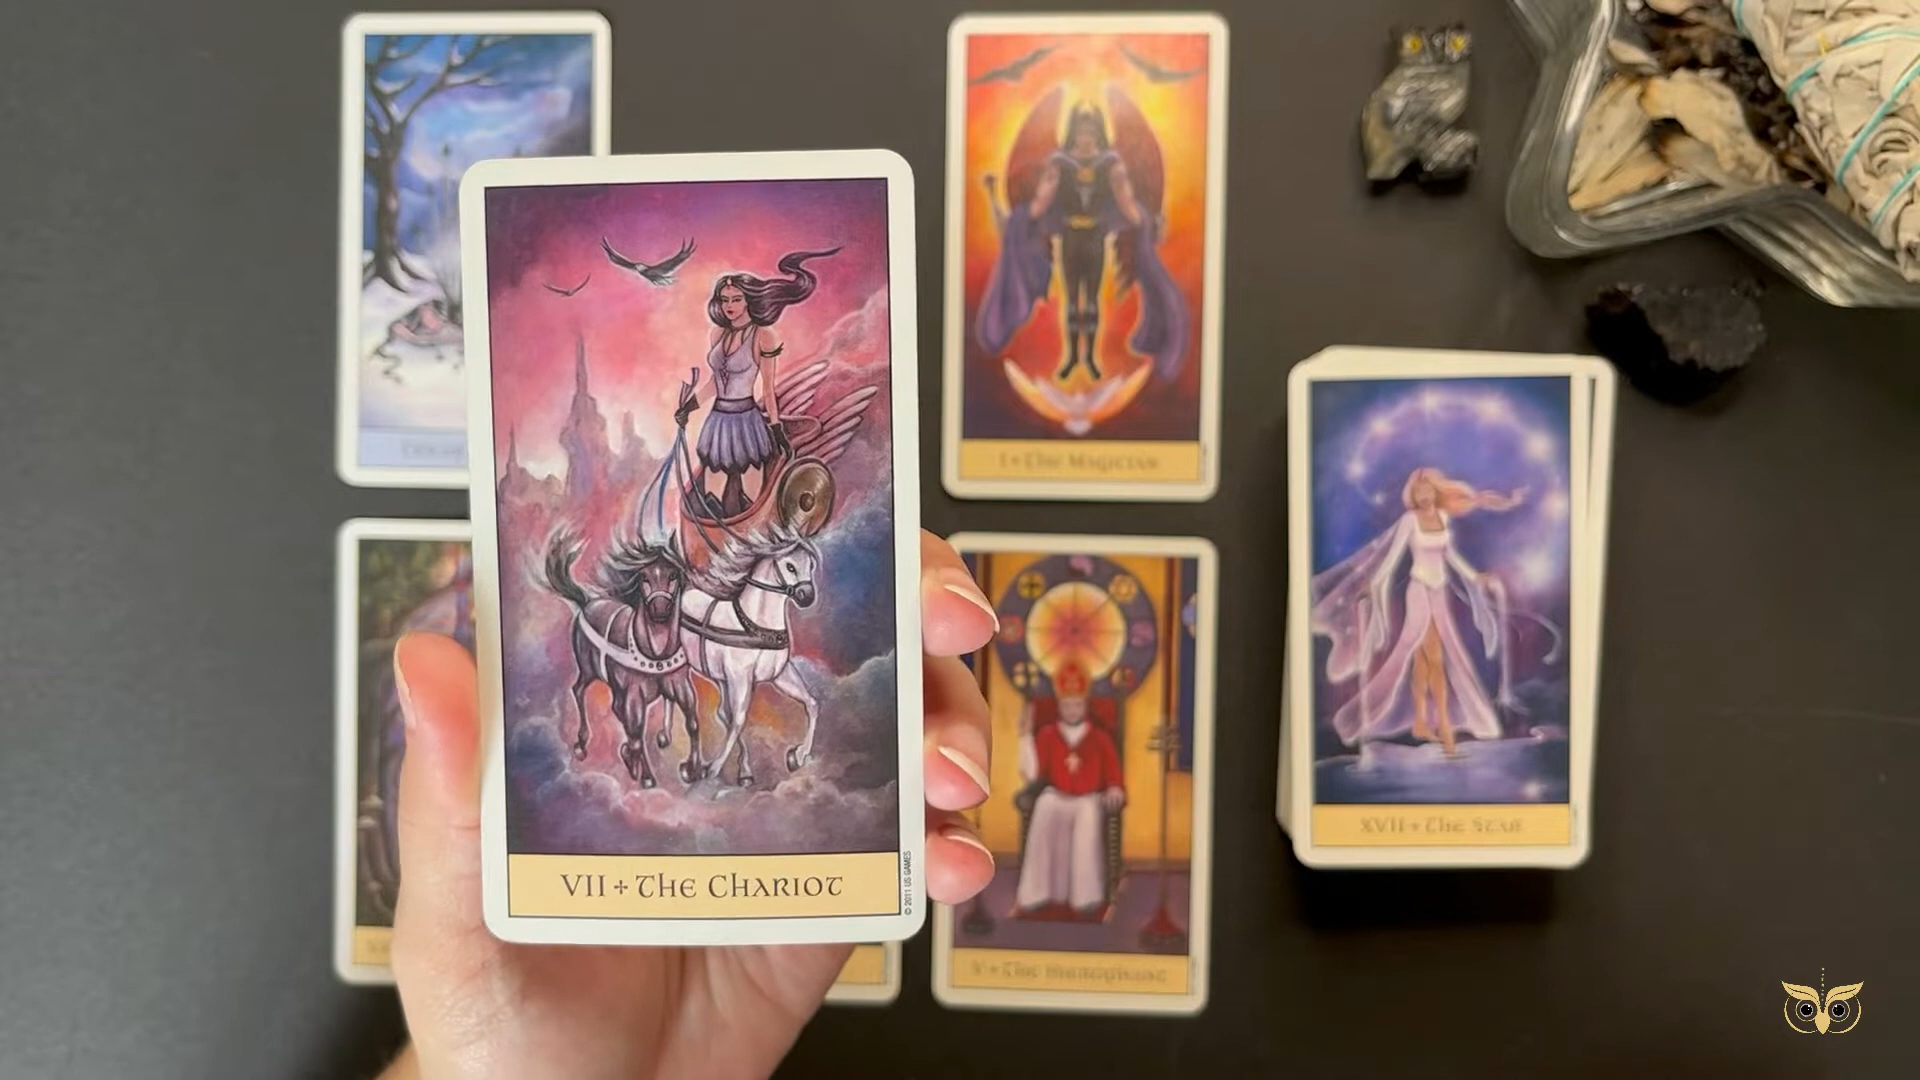 I + The Magician
VII + The Chariot
© 2011 US GAMES
XVII + The Star
V + The Hierophant